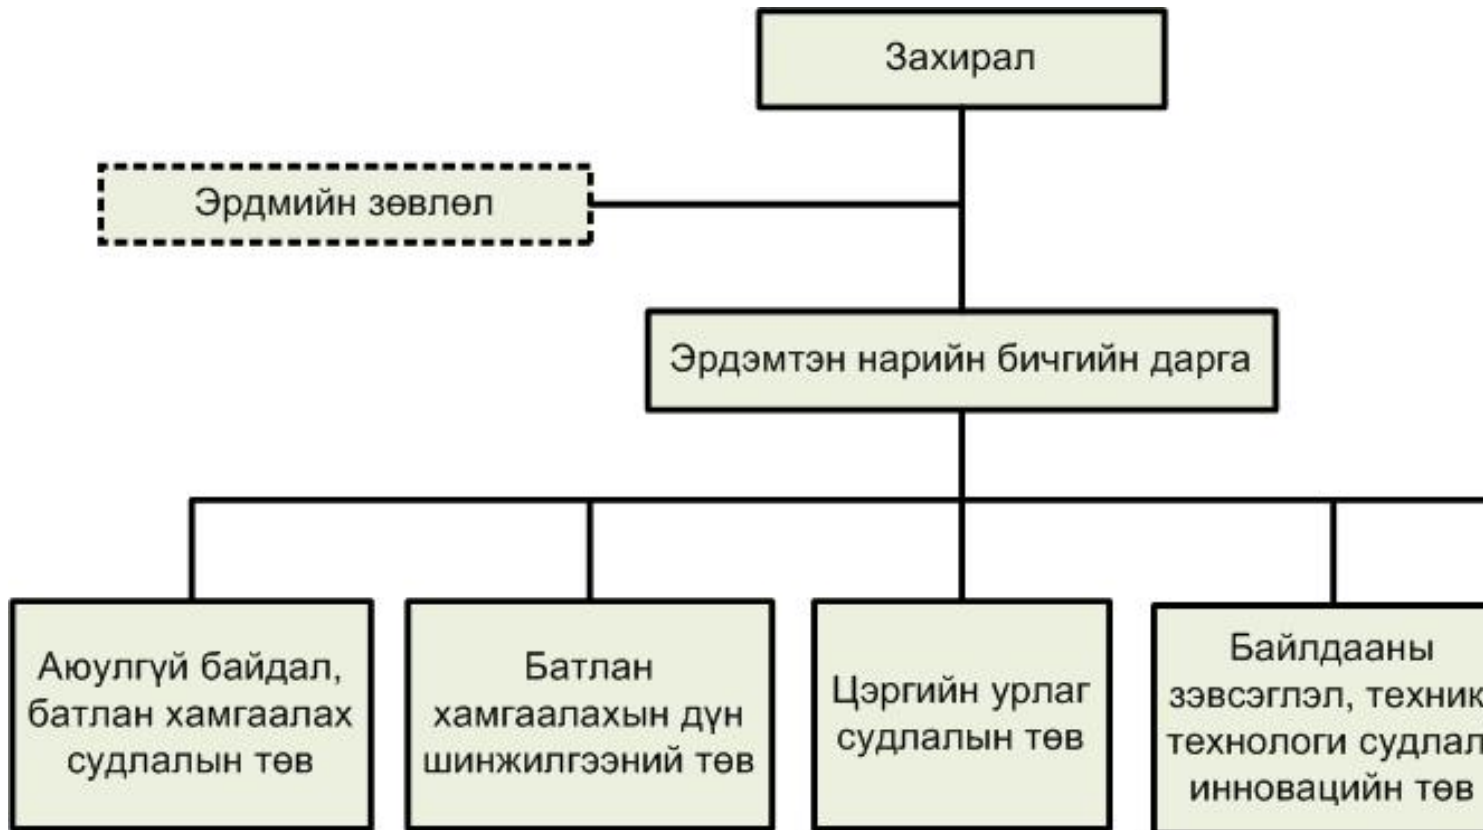 Захирал
Эрдмийн зөвлөл
Эрдэмтэн нарийн бичгийн дарга
Аюулгүй байдал,
батлан хамгаалах
судлалын төв
Батлан
хамгаалахын дүн
шинжилгээний төв
Цэргийн урлаг
судлалын төв
Байлдааны
зэвсэглэл, техник
технологи судлал
инновацийн төв